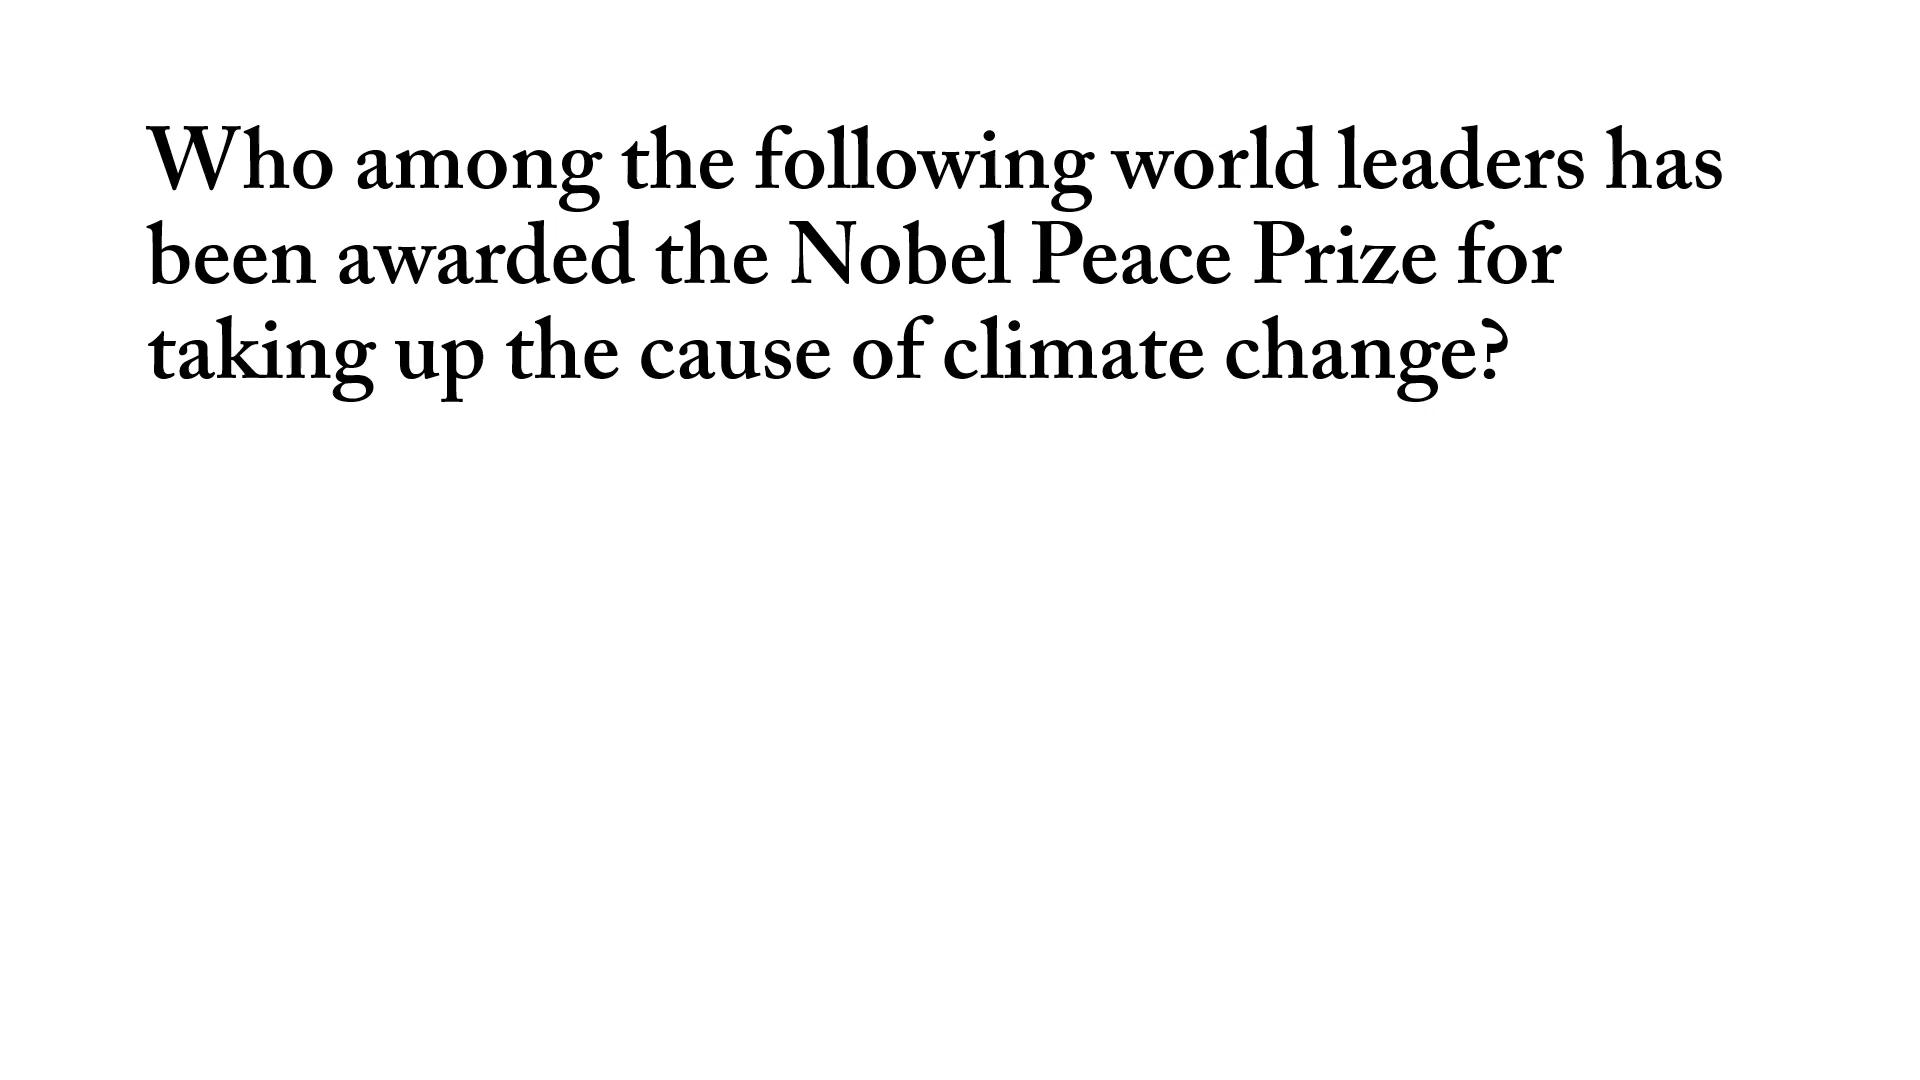 Who among the following world leaders has
been awarded the Nobel Peace Prize for
taking up the cause of climate change?